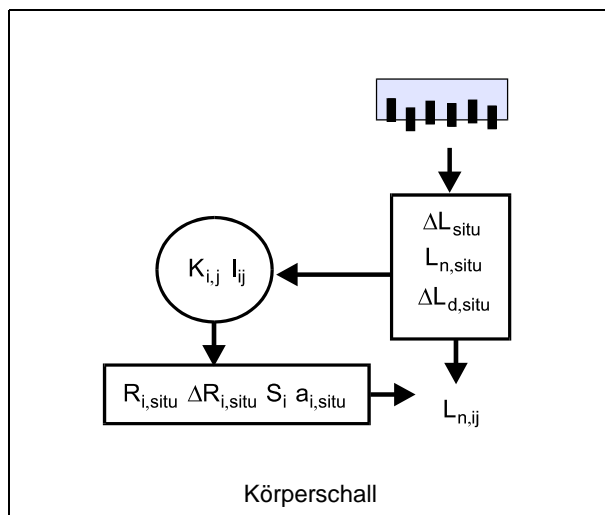 ΔL_situ
L_n,situ
ΔL_d,situ
K_i,j l_ij
R_i,situ ΔR_i,situ S_i a_i,situ
L_n,ij
Körperschall